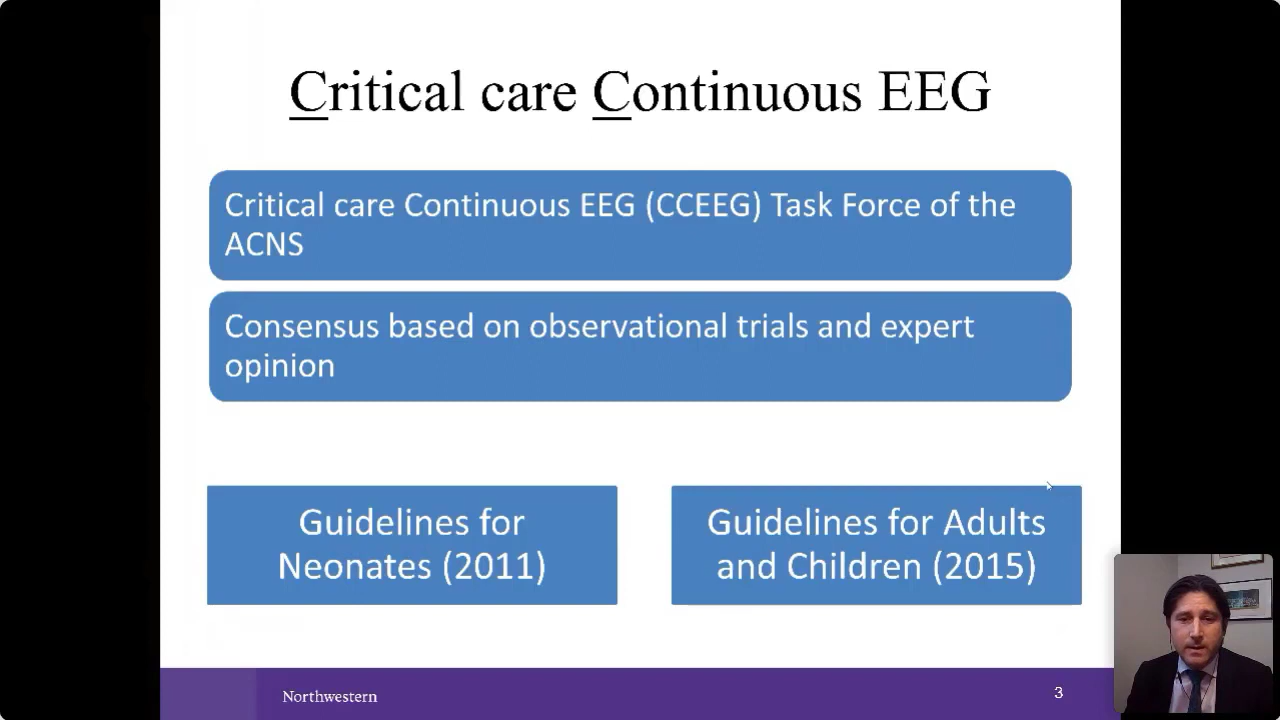 Critical care Continuous EEG
Critical care Continuous EEG (CCEEG) Task Force of the
ACNS
Consensus based on observational trials and expert
opinion
Guidelines for
Neonates (2011)
Guidelines for Adults
and Children (2015)
Northwestern
3